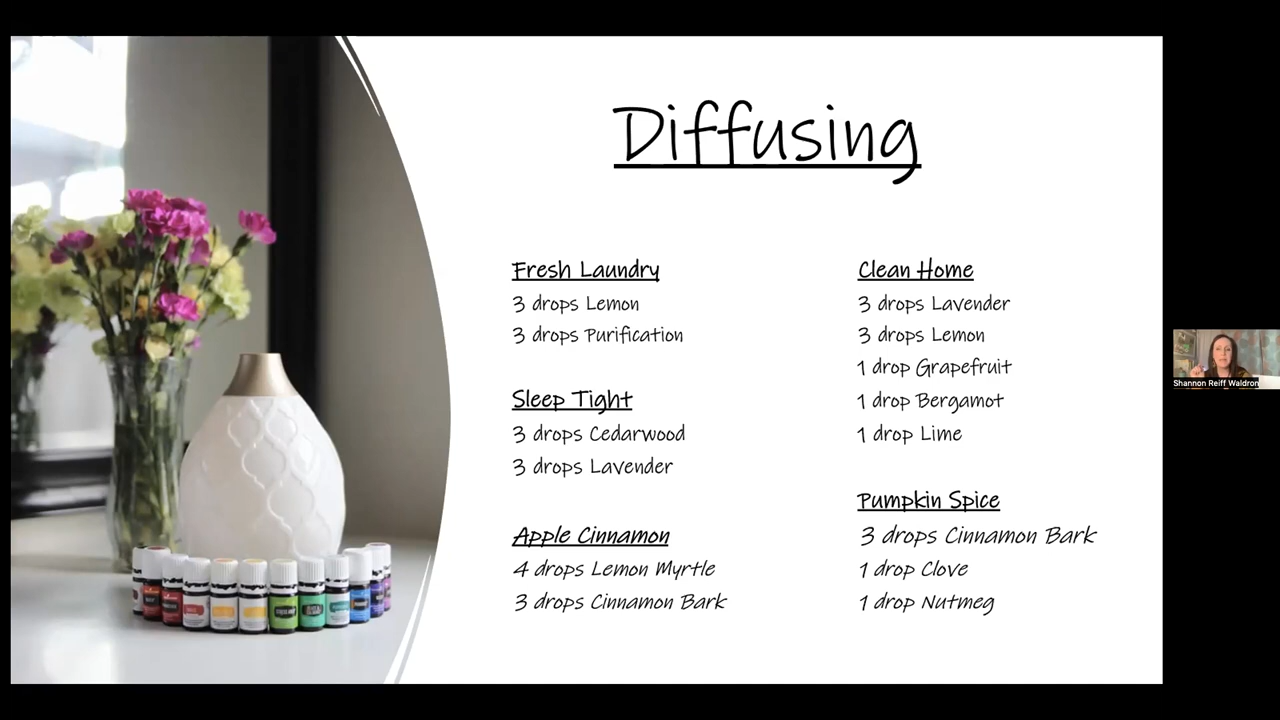 Diffusing
Fresh Laundry
3 drops Lemon
3 drops Purification
Sleep Tight
3 drops Cedarwood
3 drops Lavender
Apple Cinnamon
4 drops Lemon Myrtle
3 drops Cinnamon Bark
Clean Home
3 drops Lavender
3 drops Lemon
1 drop Grapefruit
1 drop Bergamot
1 drop Lime
Pumpkin Spice
3 drops Cinnamon Bark
1 drop Clove
1 drop Nutmeg
Shannon Reiff Waldron